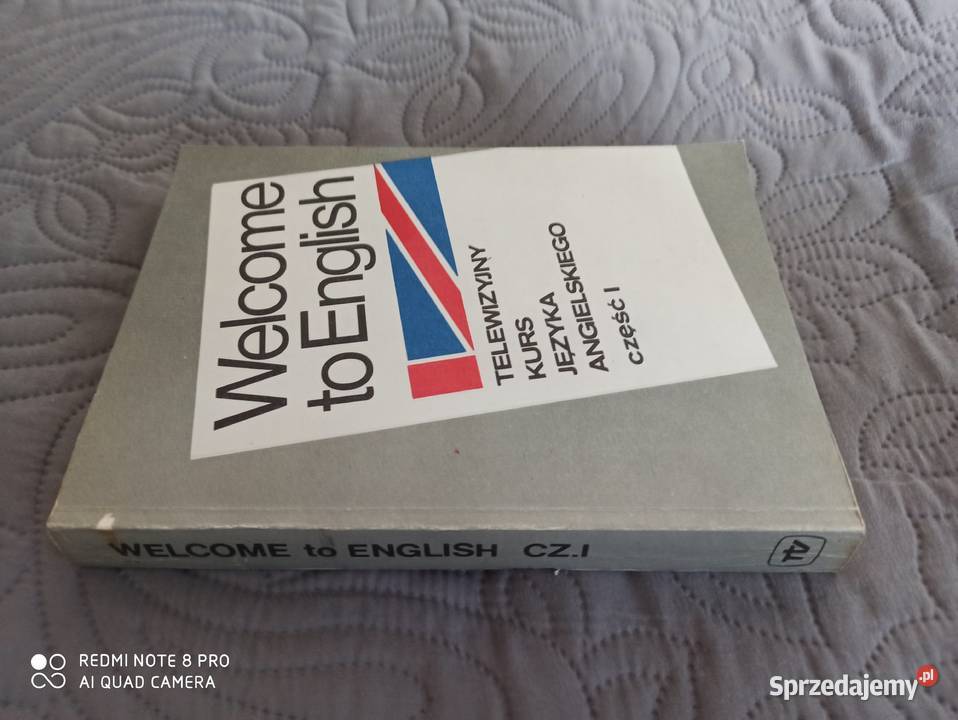 Welcome
to English
TELEWIZYJNY
KURS
JĘZYKA
ANGIELSKIEGO
część I
WELCOME to ENGLISH CZ.I
TV
REDMI NOTE 8 PRO
AI QUAD CAMERA
Sprzedajemy.pl